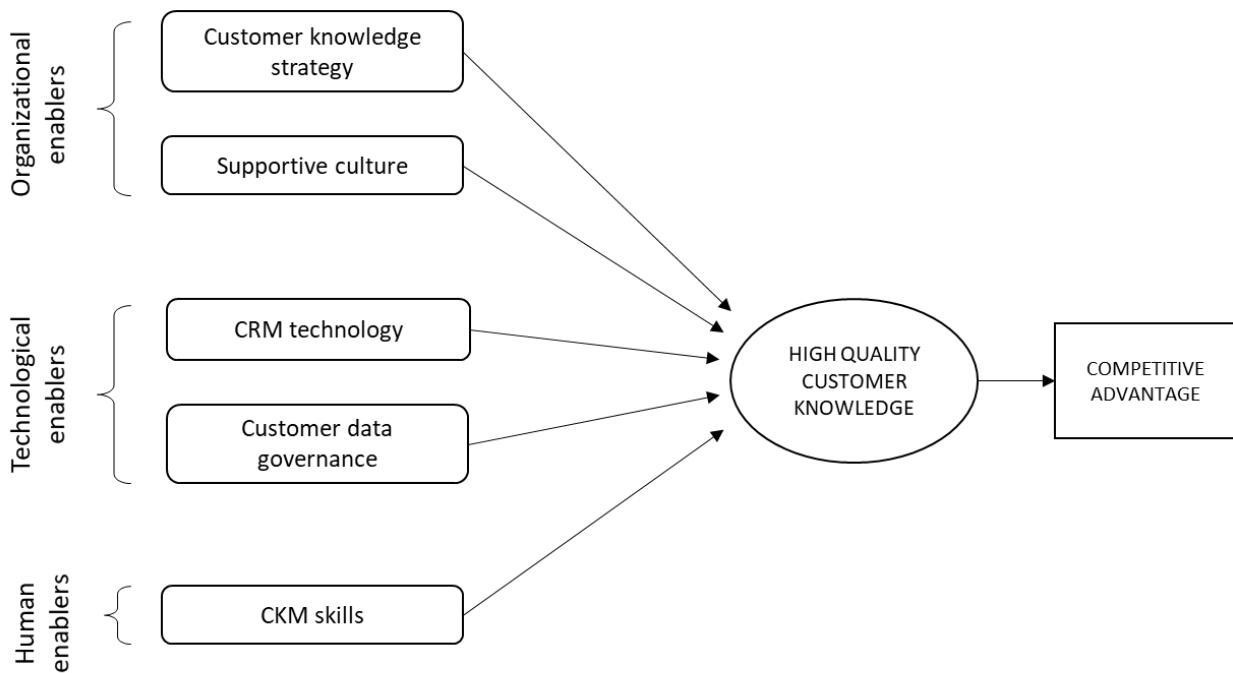 Organizational
enablers
Customer knowledge
strategy
Supportive culture
Technological
enablers
CRM technology
Customer data
governance
Human
enablers
CKM skills
HIGH QUALITY
CUSTOMER
KNOWLEDGE
COMPETITIVE
ADVANTAGE